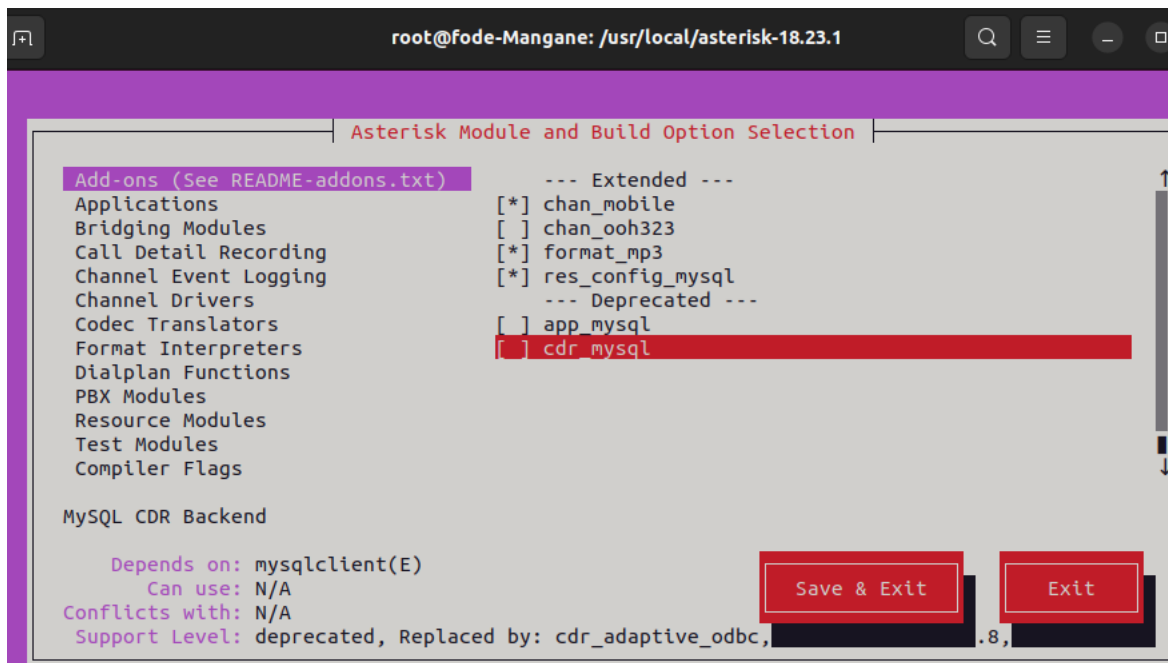 root@fode-Mangane: /usr/local/asterisk-18.23.1
Asterisk Module and Build Option Selection
Add-ons (See README-addons.txt)
Applications
Bridging Modules
Call Detail Recording
Channel Event Logging
Channel Drivers
Codec Translators
Format Interpreters
Dialplan Functions
PBX Modules
Resource Modules
Test Modules
Compiler Flags
--- Extended ---
[*] chan_mobile
[ ] chan_ooh323
[*] format_mp3
[*] res_config_mysql
--- Deprecated ---
[ ] app_mysql
[ ] cdr_mysql
MySQL CDR Backend
Depends on: mysqlclient(E)
Can use: N/A
Conflicts with: N/A
Support Level: deprecated, Replaced by: cdr_adaptive_odbc, .8,
Save & Exit
Exit